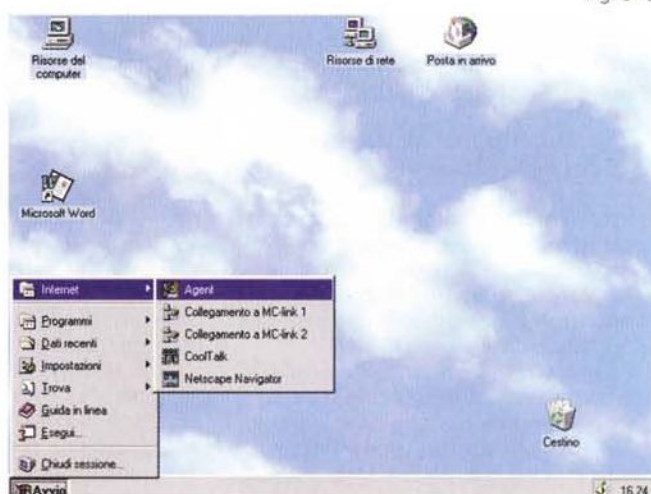 Risorse del
computer
Risorse di rete
Posta in arrivo
Microsoft Word
Internet
Programmi
Dati recenti
Impostazioni
Trova
Guida in linea
Esegui...
Chiudi sessione...
Agent
Collegamento a MC-link 1
Collegamento a MC-link 2
CoolTalk
Netscape Navigator
Cestino
Avvio
16.24